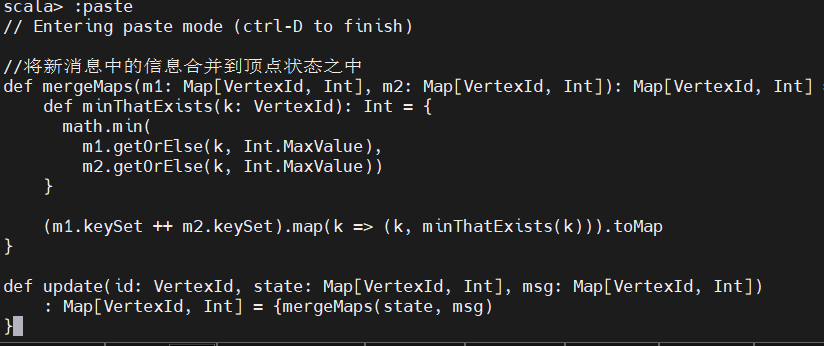 scala> :paste
// Entering paste mode (ctrl-D to finish)
//将新消息中的信息合并到顶点状态之中
def mergeMaps(m1: Map[VertexId, Int], m2: Map[VertexId, Int]): Map[VertexId, Int] =
    def minThatExists(k: VertexId): Int = {
      math.min(
        m1.getOrElse(k, Int.MaxValue),
        m2.getOrElse(k, Int.MaxValue))
    }
    (m1.keySet ++ m2.keySet).map(k => (k, minThatExists(k))).toMap
}
def update(id: VertexId, state: Map[VertexId, Int], msg: Map[VertexId, Int])
    : Map[VertexId, Int] = {mergeMaps(state, msg)
}